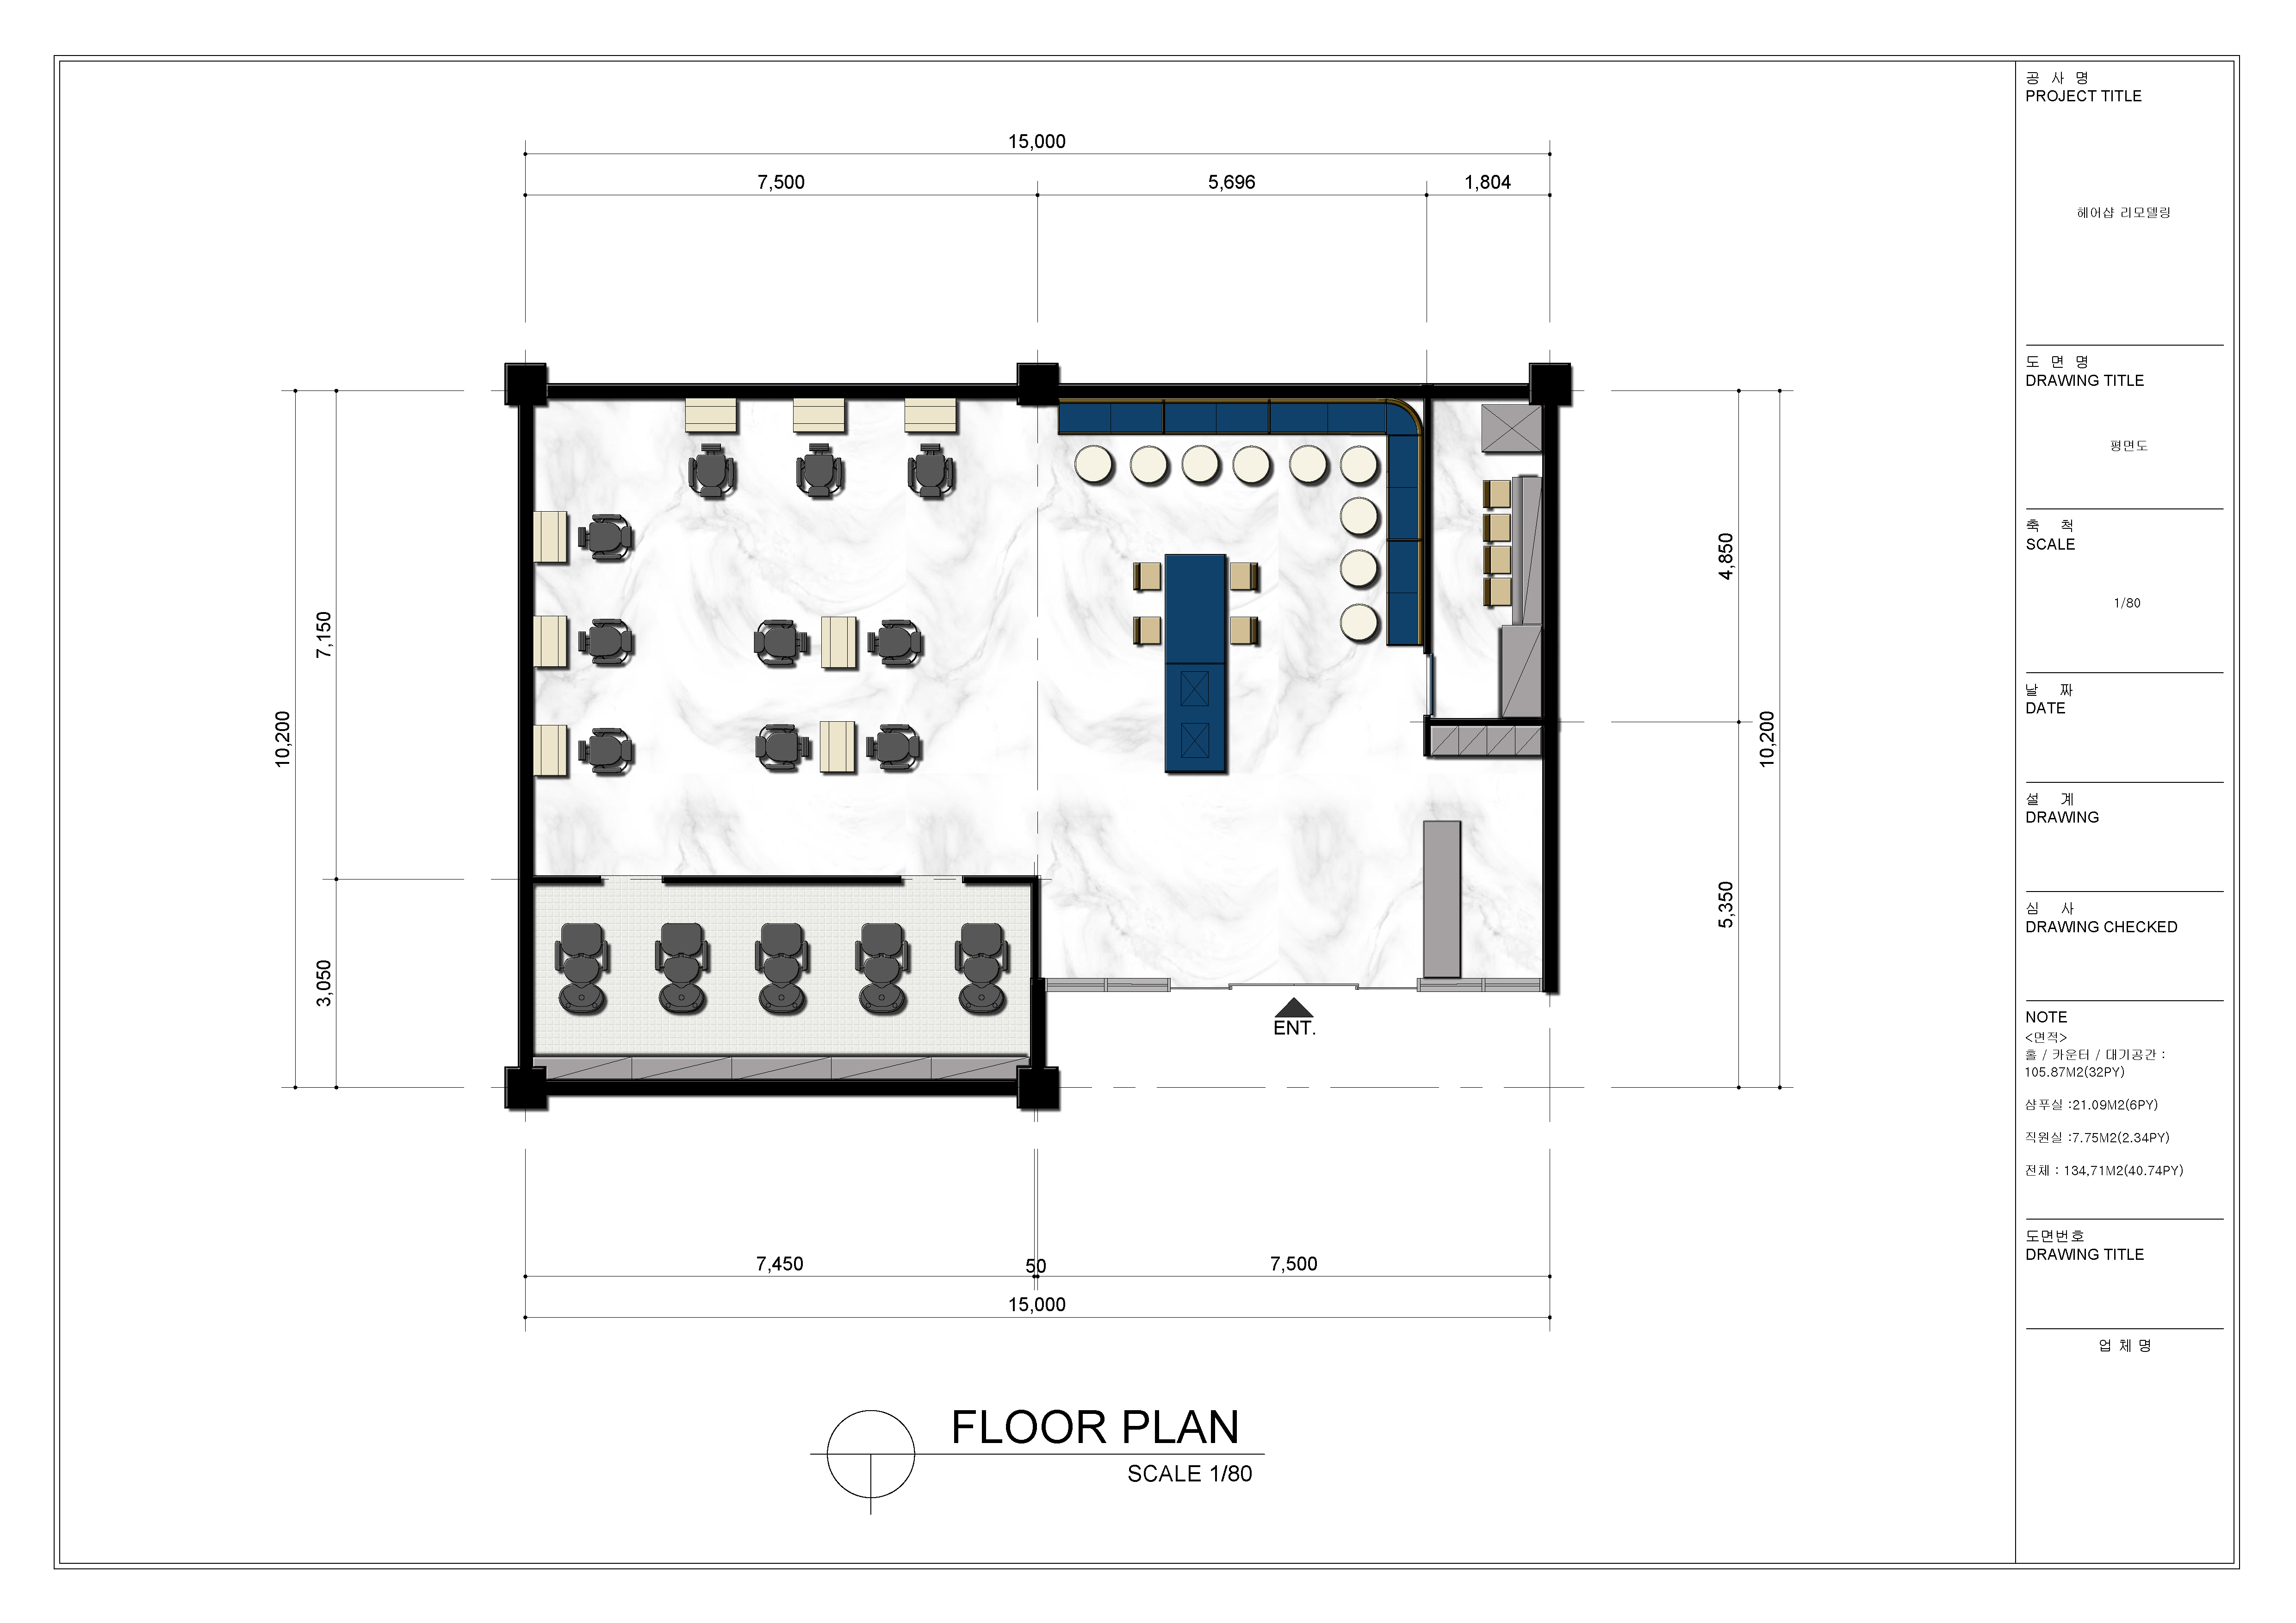 15,000
7,500
5,696
1,804
10,200
7,150
3,050
4,850
10,200
5,350
ENT.
7,450
50
7,500
15,000
FLOOR PLAN
SCALE 1/80
공 사 명
PROJECT TITLE
헤어샵 리모델링
도 면 명
DRAWING TITLE
평면도
축 척
SCALE
1/80
날 짜
DATE
설 계
DRAWING
심 사
DRAWING CHECKED
NOTE
<면적>
홀 / 카운터 / 대기공간 :
105.87M2(32PY)
샴푸실 :21.09M2(6PY)
직원실 :7.75M2(2.34PY)
전체 : 134,71M2(40.74PY)
도면번호
DRAWING TITLE
업 체 명